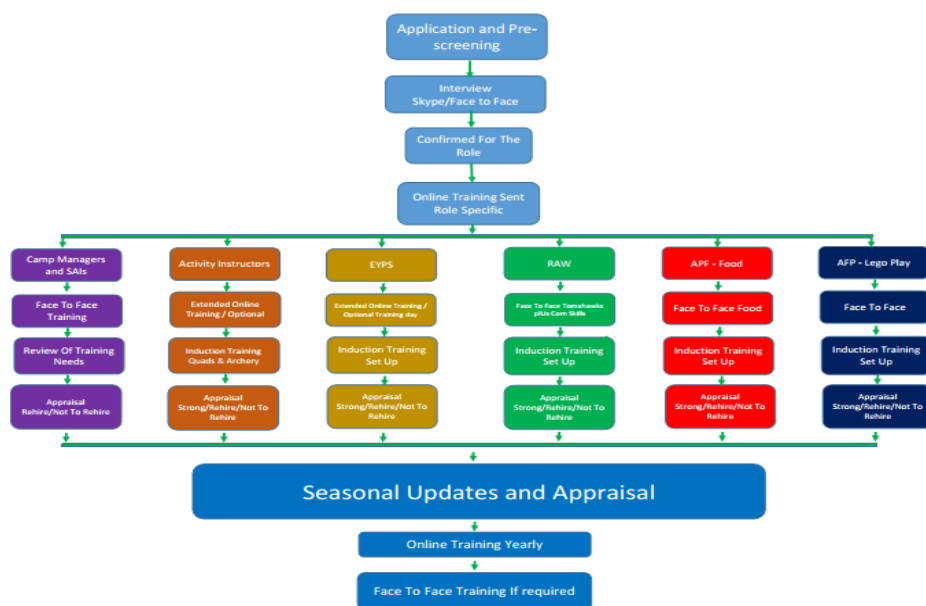 Application and Pre-
screening
Interview
Skype/Face to Face
Confirmed For The
Role
Online Training Sent
Role Specific
Camp Managers
and SAIs
Face To Face
Training
Review Of Training
Needs
Appraisal
Rehire/Not To Rehire
Activity Instructors
Extended Online
Training / Optional
Induction Training
Quads & Archery
Appraisal
Strong/Rehire/Not To
Rehire
EYPS
Extended Online Training /
Optional Training day
Induction Training
Set Up
Appraisal
Strong/Rehire/Not To
Rehire
RAW
Face To Face Tomahawks
plUs Com Skills
Induction Training
Set Up
Appraisal
Strong/Rehire/Not To
Rehire
APF - Food
Face To Face Food
Induction Training
Set Up
Appraisal
Strong/Rehire/Not To
Rehire
AFP - Lego Play
Face To Face
Induction Training
Set Up
Appraisal
Strong/Rehire/Not To
Rehire
Seasonal Updates and Appraisal
Online Training Yearly
Face To Face Training If required